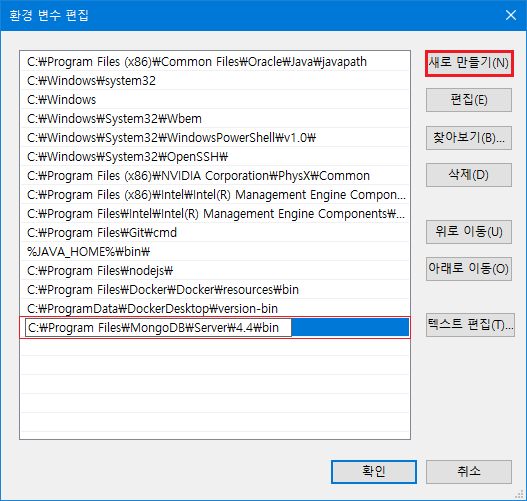 환경 변수 편집
C:₩Program Files (x86)₩Common Files₩Oracle₩Java₩javapath
C:₩Windows₩system32
C:₩Windows
C:₩Windows₩System32₩Wbem
C:₩Windows₩System32₩WindowsPowerShell₩v1.0₩
C:₩Windows₩System32₩OpenSSH₩
C:₩Program Files (x86)₩NVIDIA Corporation₩PhysX₩Common
C:₩Program Files (x86)₩Intel₩Intel(R) Management Engine Compon...
C:₩Program Files₩Intel₩Intel(R) Management Engine Components₩...
C:₩Program Files₩Git₩cmd
%JAVA_HOME%₩bin₩
C:₩Program Files₩nodejs₩
C:₩Program Files₩Docker₩Docker₩resources₩bin
C:₩ProgramData₩DockerDesktop₩version-bin
C:₩Program Files₩MongoDB₩Server₩4.4₩bin
새로 만들기(N)
편집(E)
찾아보기(B)...
삭제(D)
위로 이동(U)
아래로 이동(O)
텍스트 편집(T)...
확인
취소